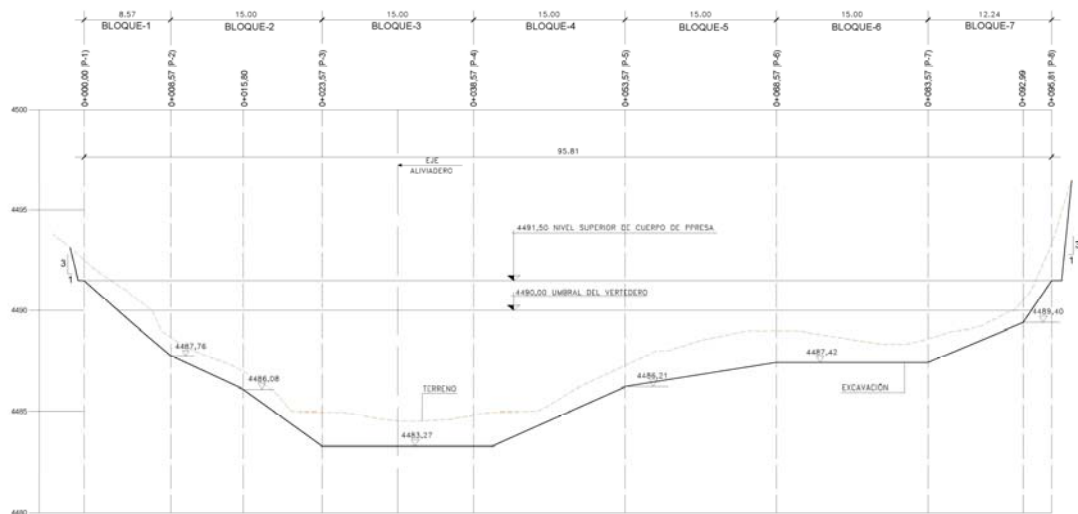 8.57 15.00 15.00 15.00 15.00 15.00 12.24
BLOQUE-1 BLOQUE-2 BLOQUE-3 BLOQUE-4 BLOQUE-5 BLOQUE-6 BLOQUE-7
0+000,00 (P-1)
0+008,57 (P-2)
0+015,80
0+023,57 (P-3)
0+038,57 (P-4)
0+053,57 (P-5)
0+068,57 (P-6)
0+083,57 (P-7)
0+092,99
0+095,81 (P-8)
4500
95.81
EJE
ALIVIADERO
4495
4491,50 NIVEL SUPERIOR DE CUERPO DE PPRESA
3
1
3
1
4490,00 UMBRAL DEL VERTEDERO
4490
4489,40
4487,76
4487,42
4486,08
4486,21
TERRENO
EXCAVACIÓN
4485
4483,27
4480